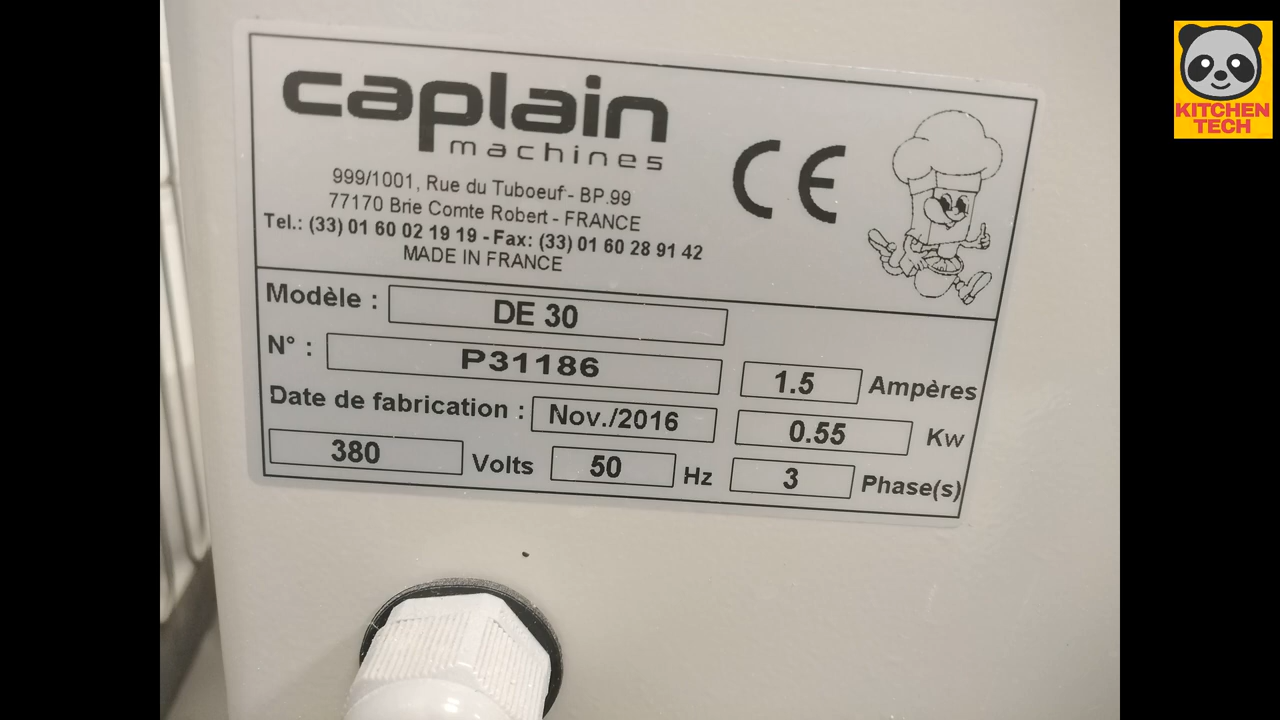 caplain
machines
999/1001, Rue du Tuboeuf - BP.99
77170 Brie Comte Robert - FRANCE
Tel.: (33) 01 60 02 19 19 - Fax: (33) 01 60 28 91 42
MADE IN FRANCE
CE
Modèle : DE 30
N° : P31186
1.5 Ampères
Date de fabrication : Nov./2016
0.55 Kw
380 Volts 50 Hz 3 Phase(s)
KITCHEN
TECH